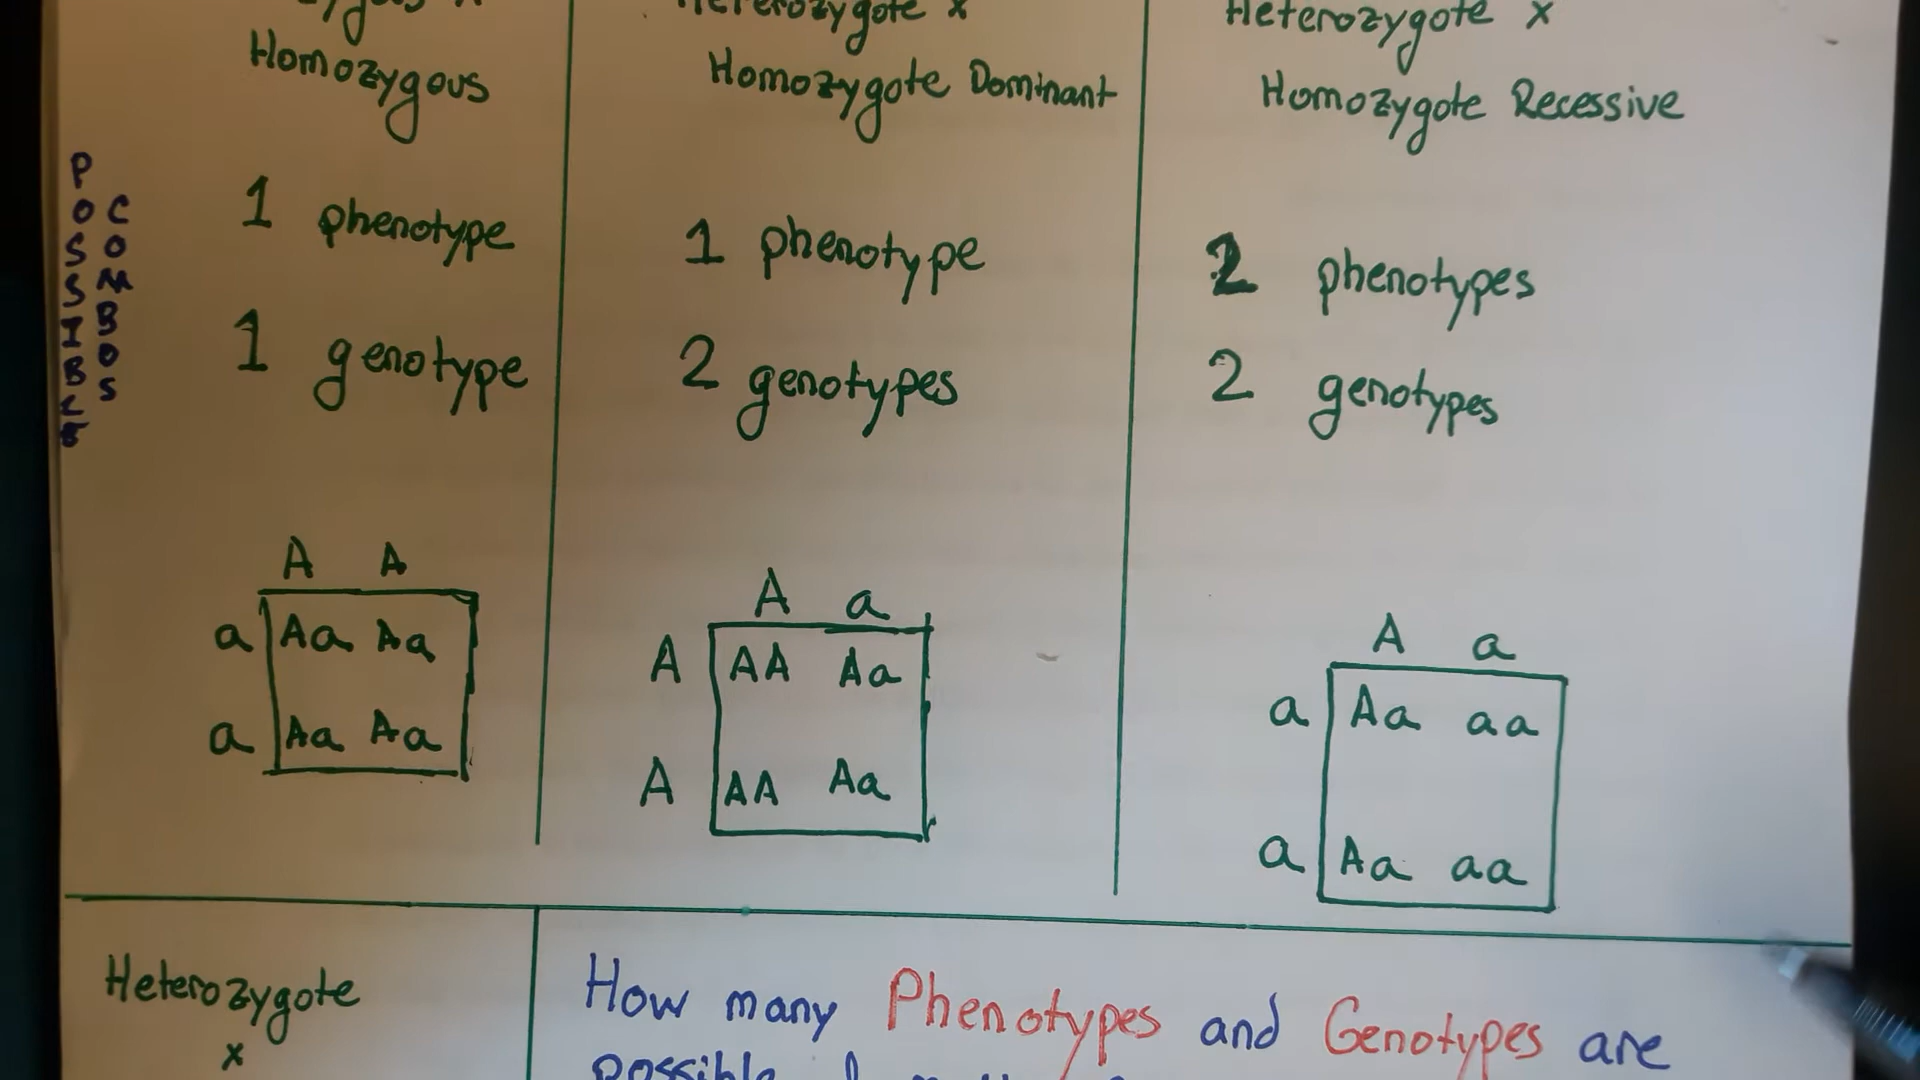 Homozygous
1 phenotype
1 genotype
A A
a Aa Aa
a Aa Aa
Heterozygote x
Homozygote Dominant
1 phenotype
2 genotypes
A a
A AA Aa
A AA Aa
Heterozygote x
Homozygote Recessive
2 phenotypes
2 genotypes
A a
a Aa aa
a Aa aa
POSSIBLE
COMBOS
Heterozygote
x
How many Phenotypes and Genotypes are
possible